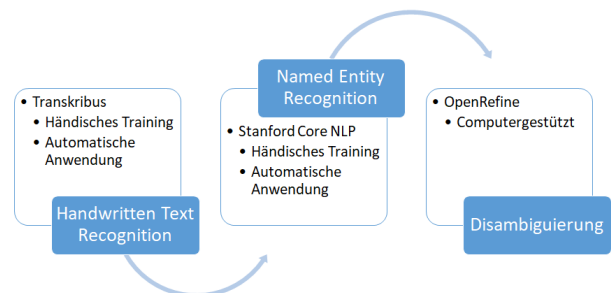 • Transkribus
• Händisches Training
• Automatische
Anwendung
Handwritten Text
Recognition
Named Entity
Recognition
• Stanford Core NLP
• Händisches Training
• Automatische
Anwendung
• OpenRefine
• Computergestützt
Disambiguierung